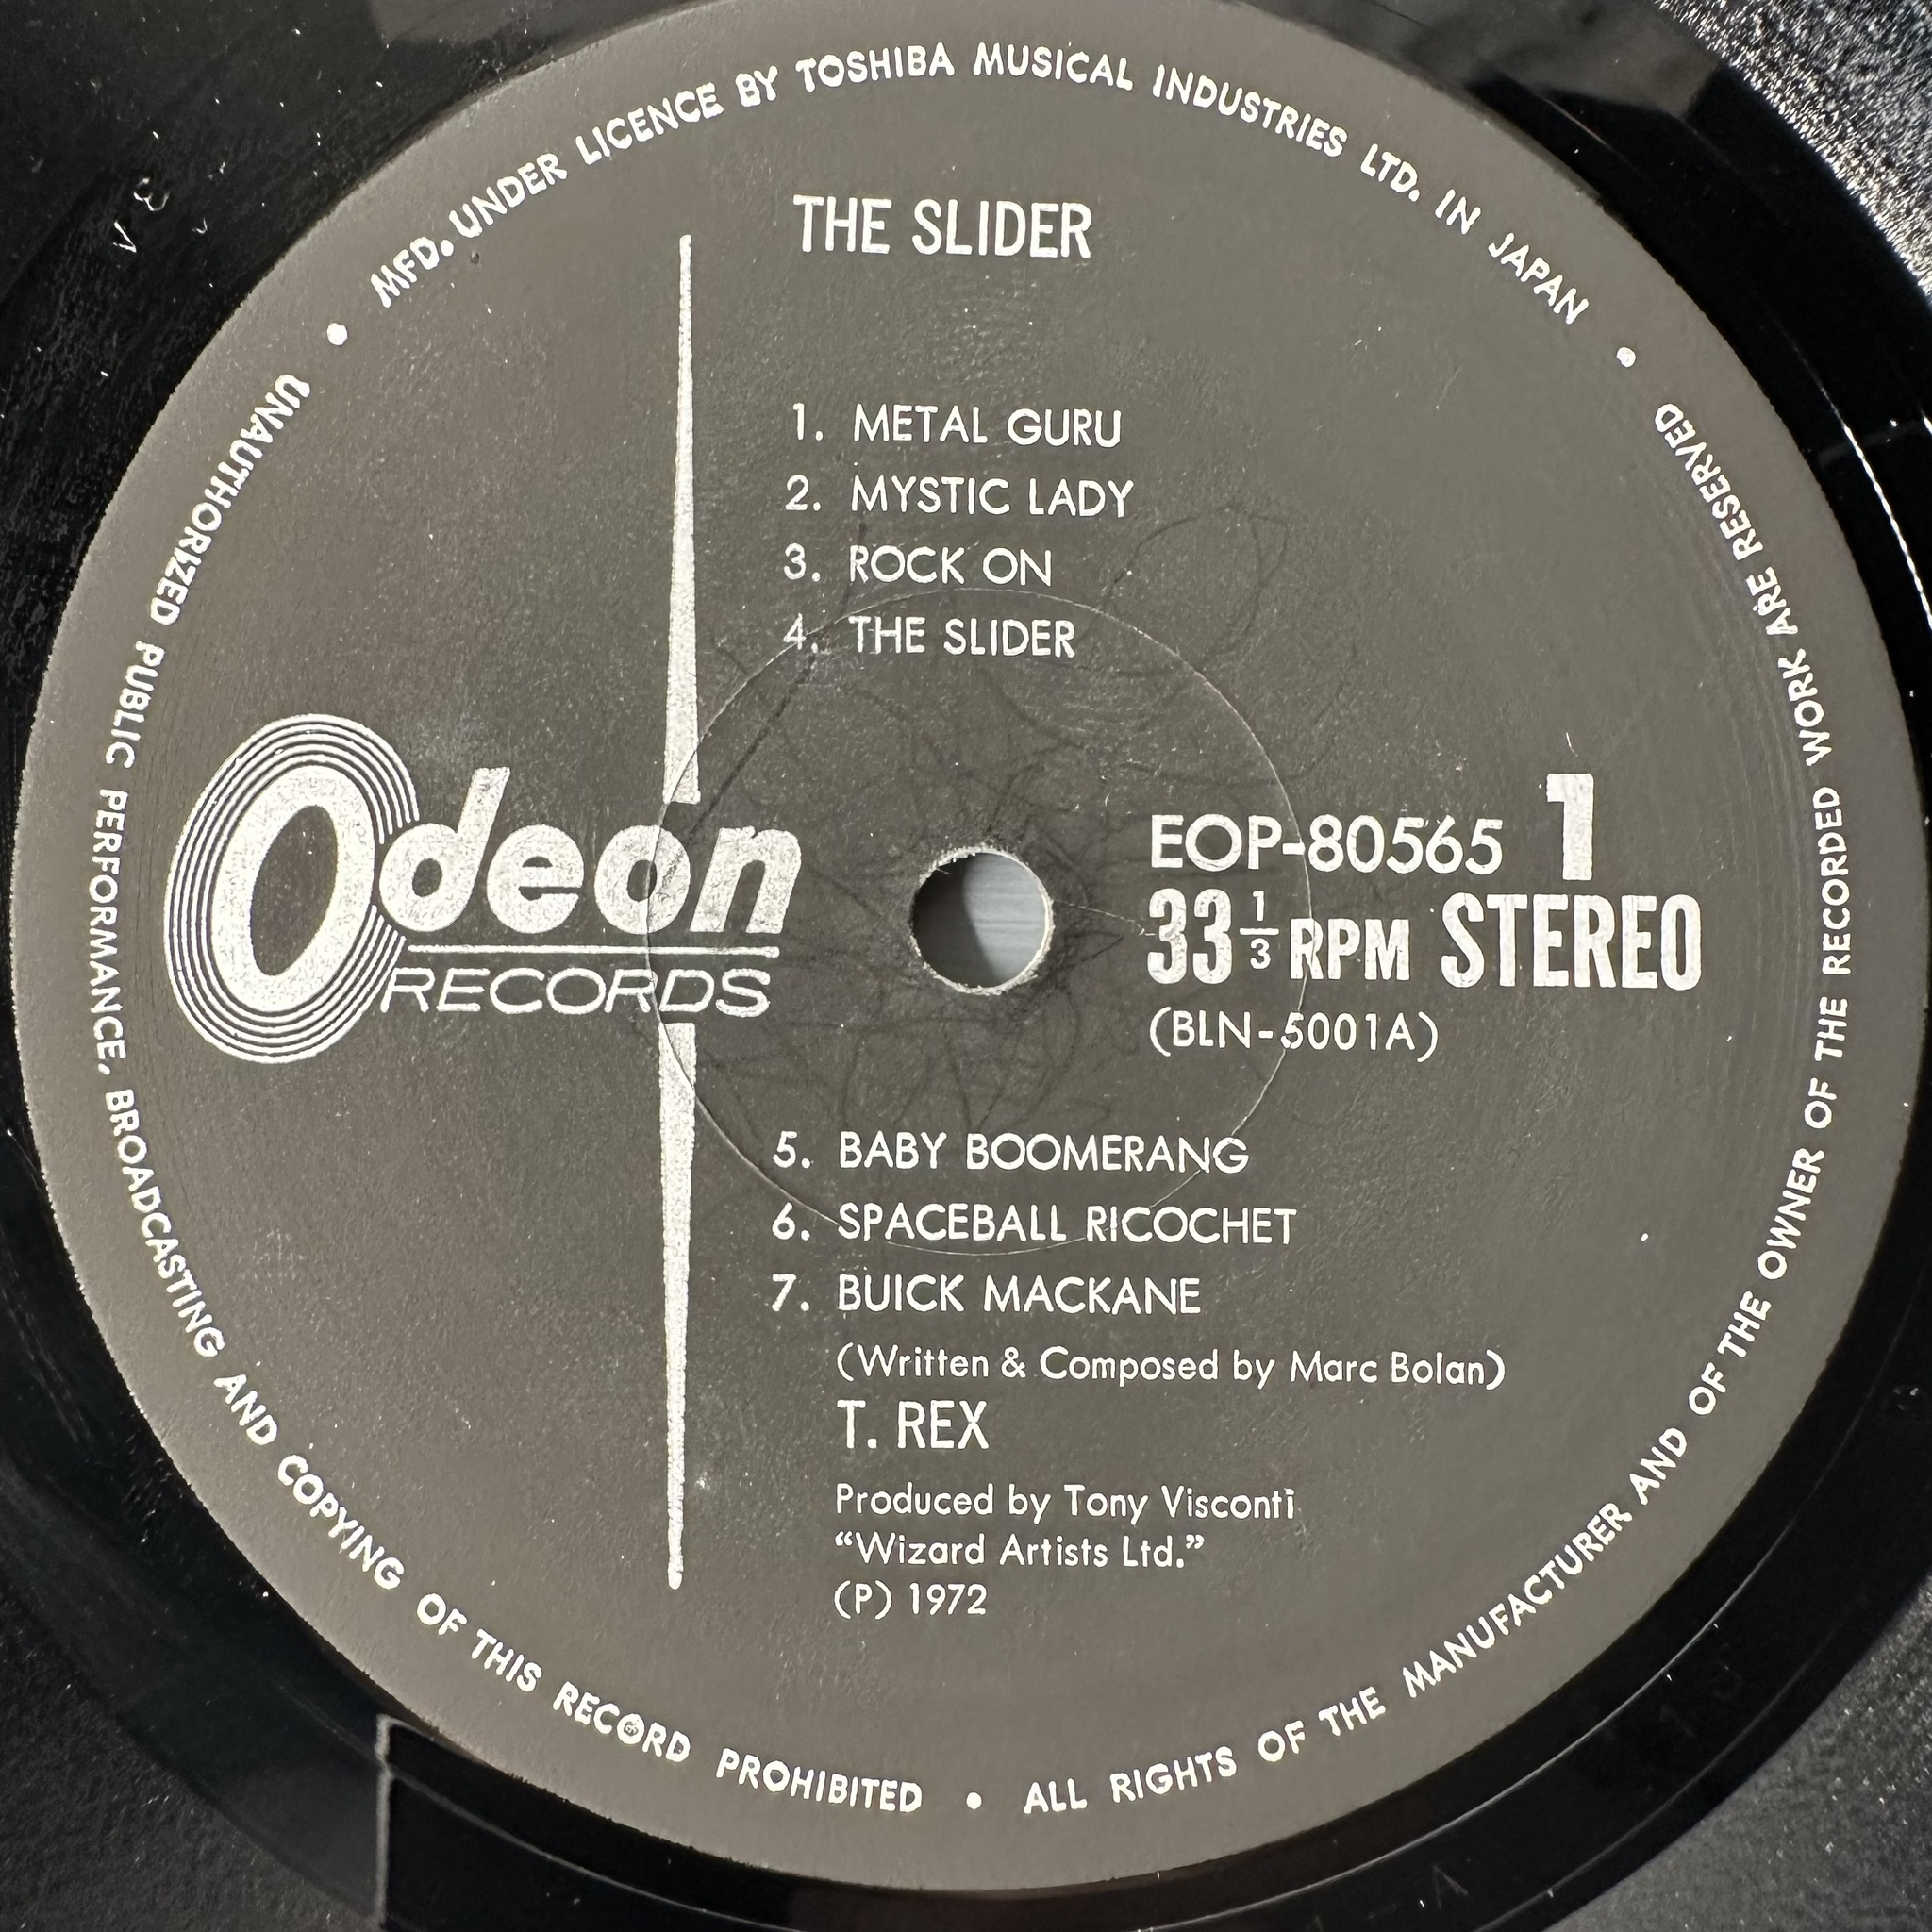 MFD. UNDER LICENCE BY TOSHIBA MUSICAL INDUSTRIES LTD. IN JAPAN •
THE SLIDER
1. METAL GURU
2. MYSTIC LADY
3. ROCK ON
4. THE SLIDER
Odeon
RECORDS
EOP-80565 1
33 1/3 RPM STEREO
(BLN-5001A)
5. BABY BOOMERANG
6. SPACEBALL RICOCHET
7. BUICK MACKANE
(Written & Composed by Marc Bolan)
T. REX
Produced by Tony Visconti
“Wizard Artists Ltd.”
(P) 1972
UNAUTHORIZED PUBLIC PERFORMANCE, BROADCASTING AND COPYING OF THIS RECORD PROHIBITED • ALL RIGHTS OF THE MANUFACTURER AND OF THE OWNER OF THE RECORDED WORK ARE RESERVED •